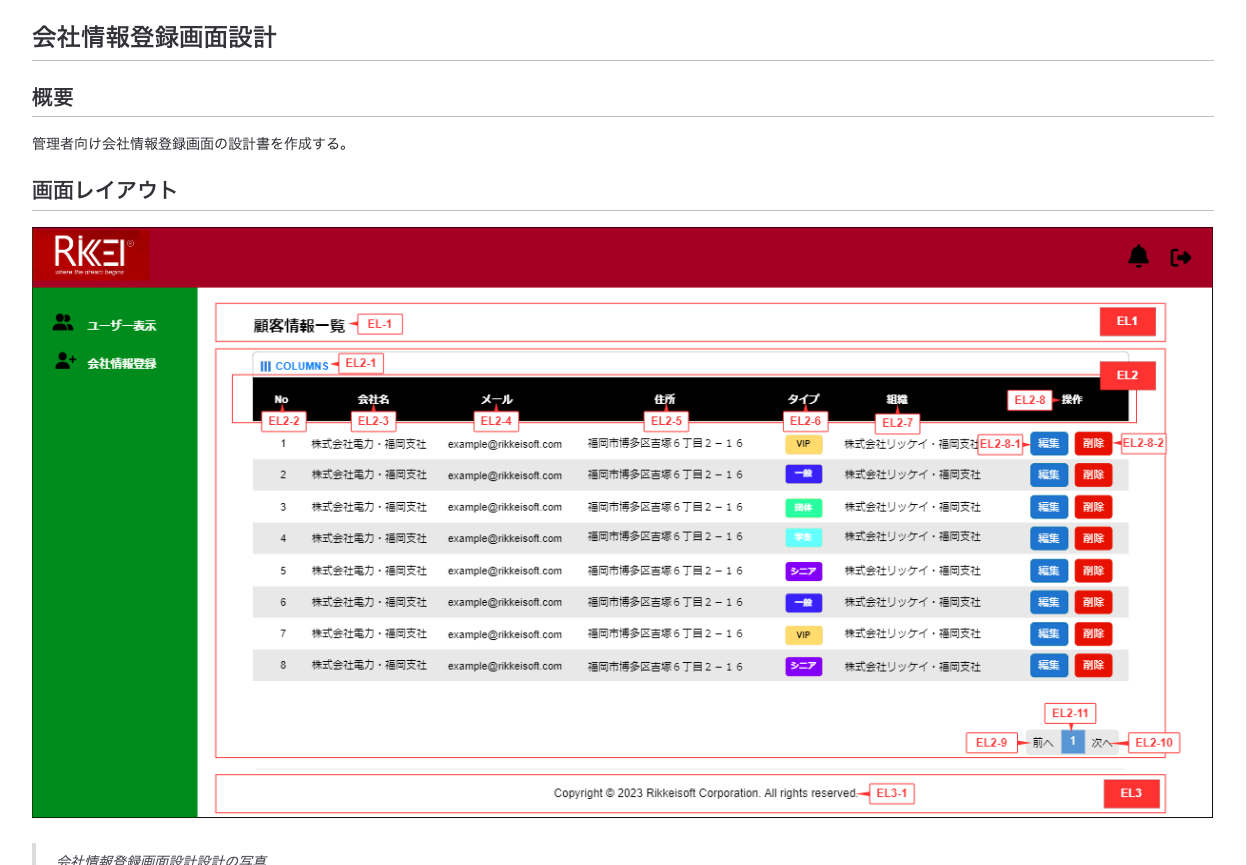 会社情報登録画面設計
概要
管理者向け会社情報登録画面の設計書を作成する。
画面レイアウト
RIKKEI®
where the dream begins
ユーザー表示
会社情報登録
顧客情報一覧 EL-1 EL1
COLUMNS EL2-1 EL2
No 会社名 メール 住所 タイプ 組織 EL2-8 操作
EL2-2 EL2-3 EL2-4 EL2-5 EL2-6 EL2-7
1 株式会社電力・福岡支社 example@rikkeisoft.com 福岡市博多区吉塚6丁目2－16 VIP 株式会社リッケイ・福岡支社 EL2-8-1 編集 削除 EL2-8-2
2 株式会社電力・福岡支社 example@rikkeisoft.com 福岡市博多区吉塚6丁目2－16 一般 株式会社リッケイ・福岡支社 編集 削除
3 株式会社電力・福岡支社 example@rikkeisoft.com 福岡市博多区吉塚6丁目2－16 団体 株式会社リッケイ・福岡支社 編集 削除
4 株式会社電力・福岡支社 example@rikkeisoft.com 福岡市博多区吉塚6丁目2－16 学生 株式会社リッケイ・福岡支社 編集 削除
5 株式会社電力・福岡支社 example@rikkeisoft.com 福岡市博多区吉塚6丁目2－16 シニア 株式会社リッケイ・福岡支社 編集 削除
6 株式会社電力・福岡支社 example@rikkeisoft.com 福岡市博多区吉塚6丁目2－16 一般 株式会社リッケイ・福岡支社 編集 削除
7 株式会社電力・福岡支社 example@rikkeisoft.com 福岡市博多区吉塚6丁目2－16 VIP 株式会社リッケイ・福岡支社 編集 削除
8 株式会社電力・福岡支社 example@rikkeisoft.com 福岡市博多区吉塚6丁目2－16 シニア 株式会社リッケイ・福岡支社 編集 削除
EL2-11
EL2-9 前へ 1 次へ EL2-10
Copyright © 2023 Rikkeisoft Corporation. All rights reserved. EL3-1 EL3
会社情報登録画面設計設計の写真